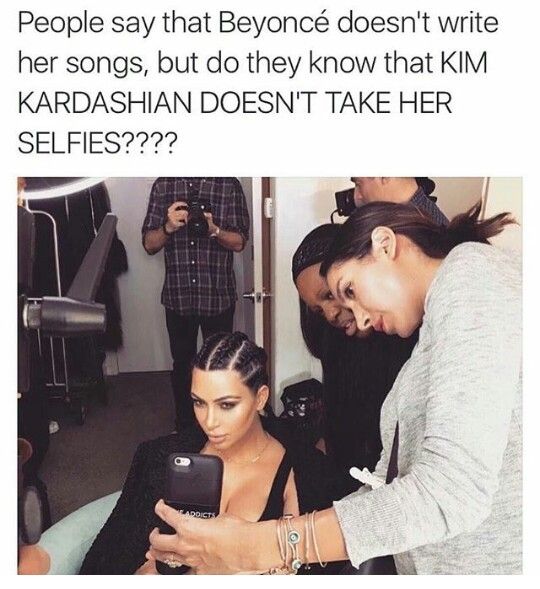 People say that Beyoncé doesn't write
her songs, but do they know that KIM
KARDASHIAN DOESN'T TAKE HER
SELFIES????
ADDICTS